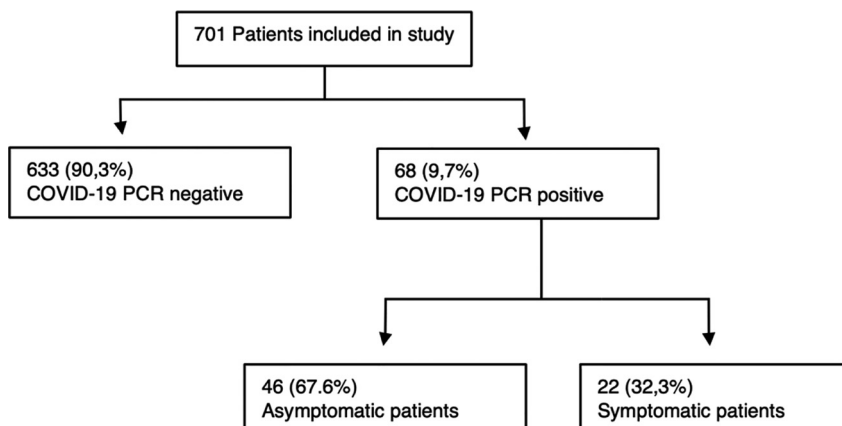 701 Patients included in study
633 (90,3%)
COVID-19 PCR negative
68 (9,7%)
COVID-19 PCR positive
46 (67.6%)
Asymptomatic patients
22 (32,3%)
Symptomatic patients